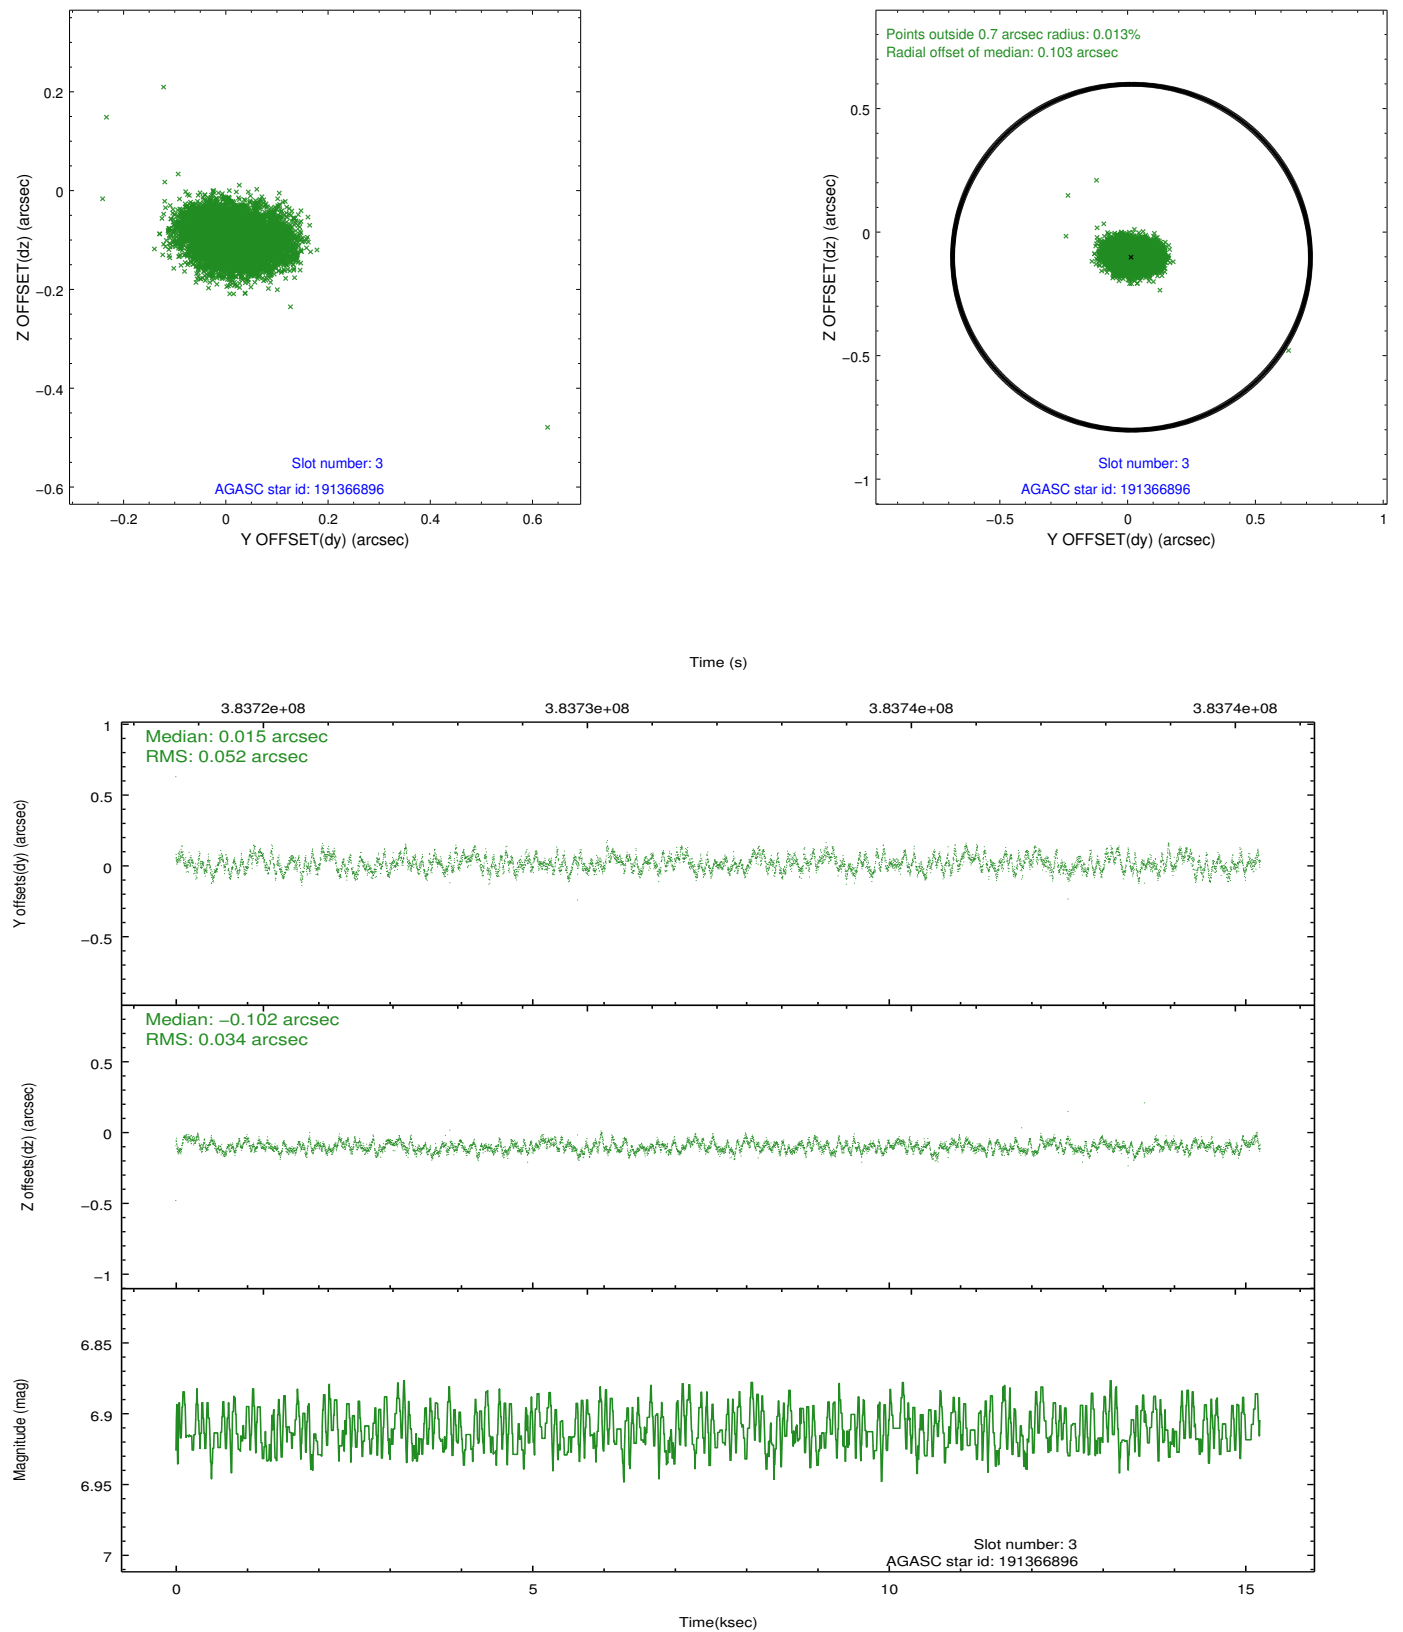 0.2
0
−0.2
−0.4
−0.6
Z OFFSET(dz) (arcsec)
Slot number: 3
AGASC star id: 191366896
−0.2
0
0.2
0.4
0.6
Y OFFSET(dy) (arcsec)
Points outside 0.7 arcsec radius: 0.013%
Radial offset of median: 0.103 arcsec
0.5
0
−0.5
−1
Z OFFSET(dz) (arcsec)
Slot number: 3
AGASC star id: 191366896
−0.5
0
0.5
1
Y OFFSET(dy) (arcsec)
Time (s)
3.8372e+08
3.8373e+08
3.8374e+08
3.8374e+08
Median: 0.015 arcsec
RMS: 0.052 arcsec
1
0.5
0
−0.5
Y offsets(dy) (arcsec)
Median: −0.102 arcsec
RMS: 0.034 arcsec
0.5
0
−0.5
−1
Z offsets(dz) (arcsec)
6.85
6.9
6.95
7
Magnitude (mag)
Slot number: 3
AGASC star id: 191366896
0
5
10
15
Time(ksec)